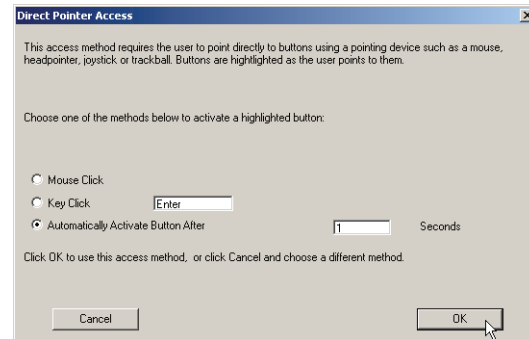 Direct Pointer Access
This access method requires the user to point directly to buttons using a pointing device such as a mouse,
headpointer, joystick or trackball. Buttons are hightlighted as the user points to them.
Choose one of the methods below to activate a highlighted button:
Mouse Click
Key Click Enter
Automatically Activate Button After 1 Seconds
Click OK to use this access method, or click Cancel and choose a different method.
Cancel OK